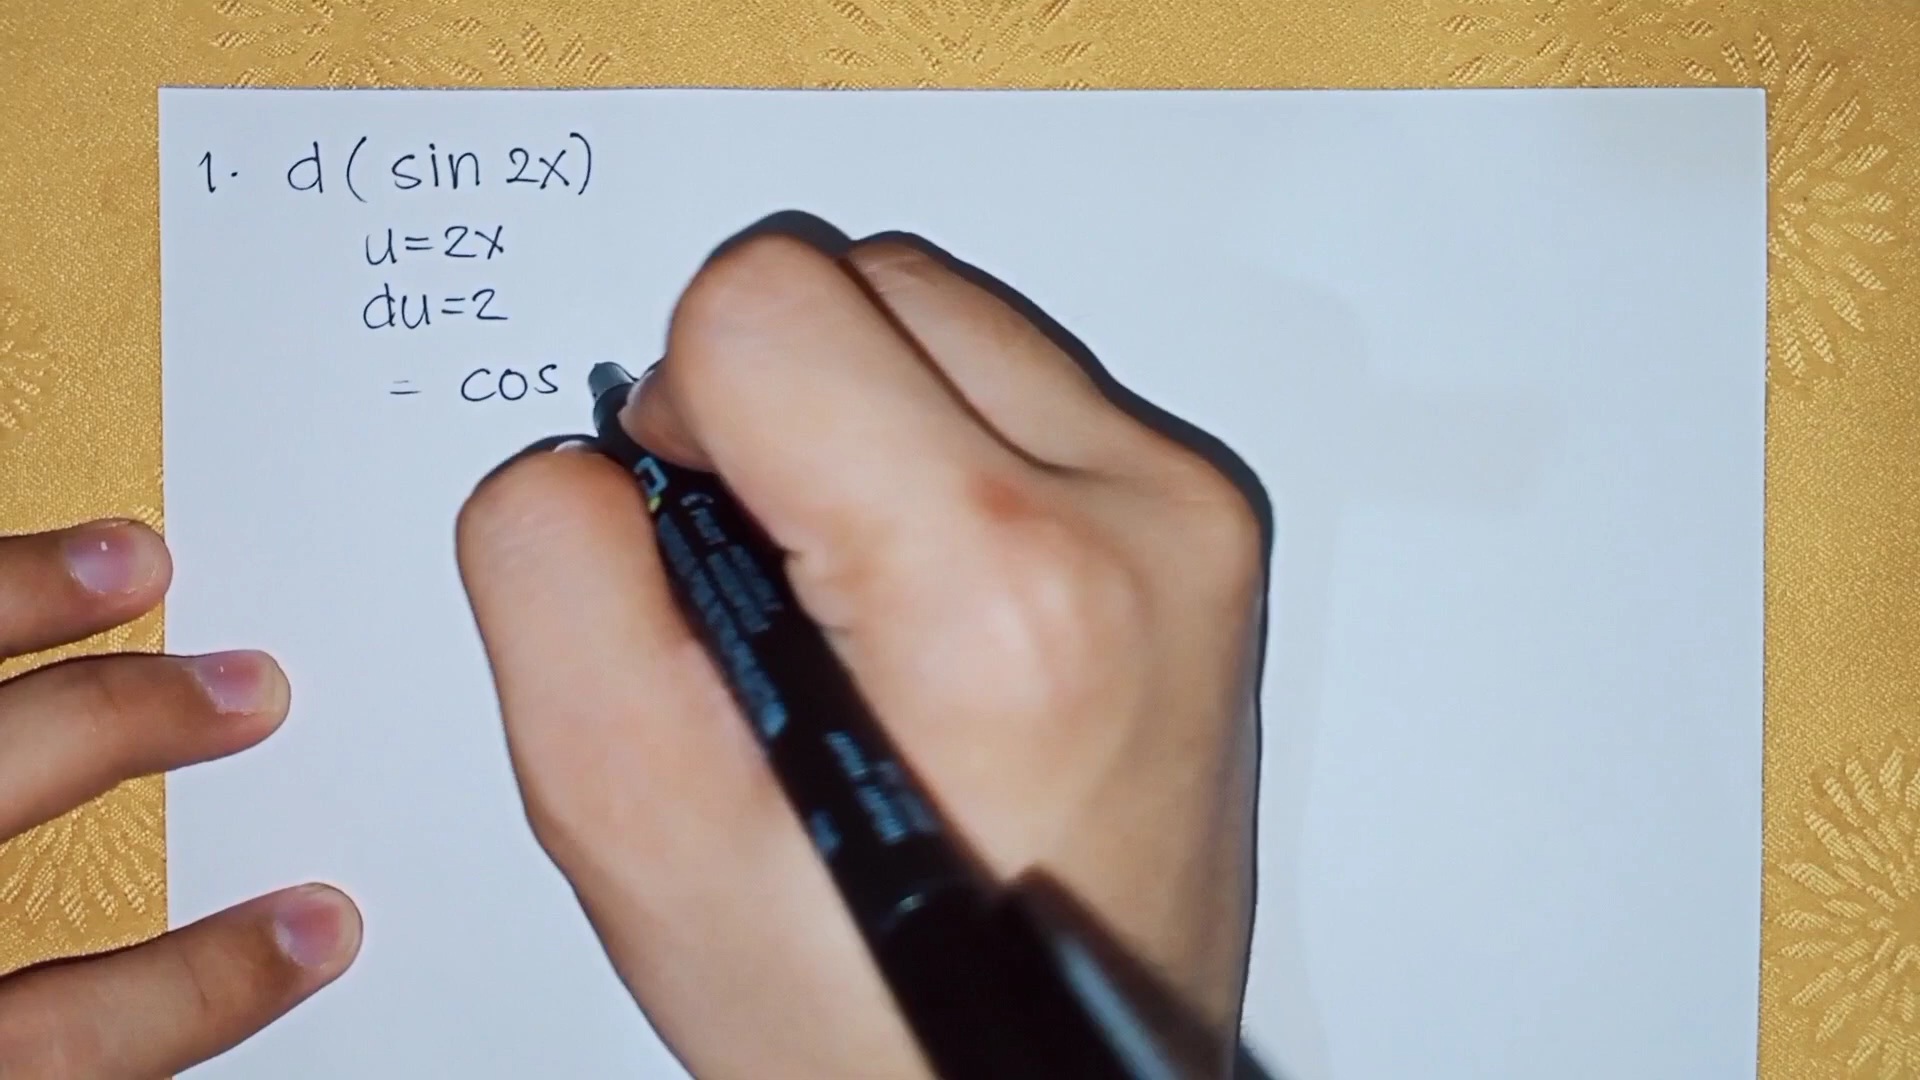 1. d ( sin 2x)
u=2x
du=2
= cos